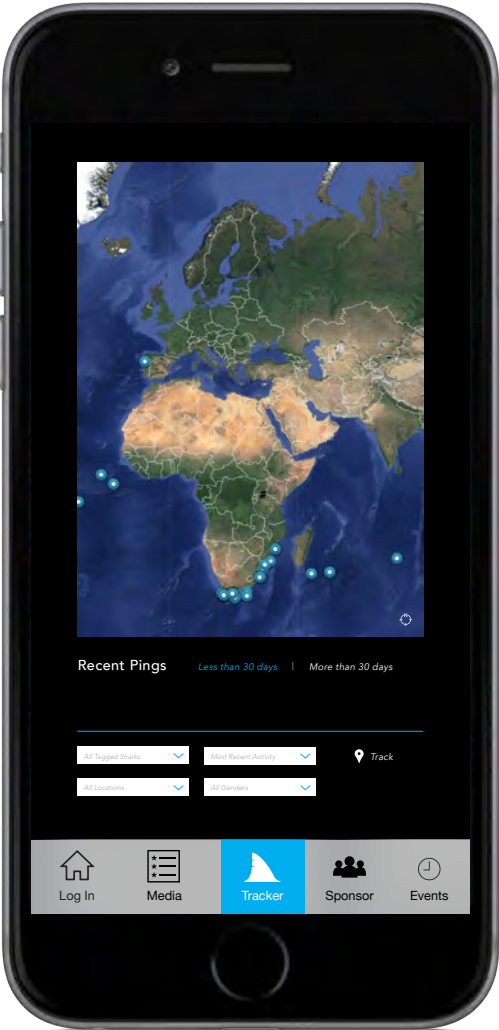 Recent Pings Less than 30 days | More than 30 days
All Tagged Sharks Most Recent Activity Track
All Locations All Genders
Log In Media Tracker Sponsor Events